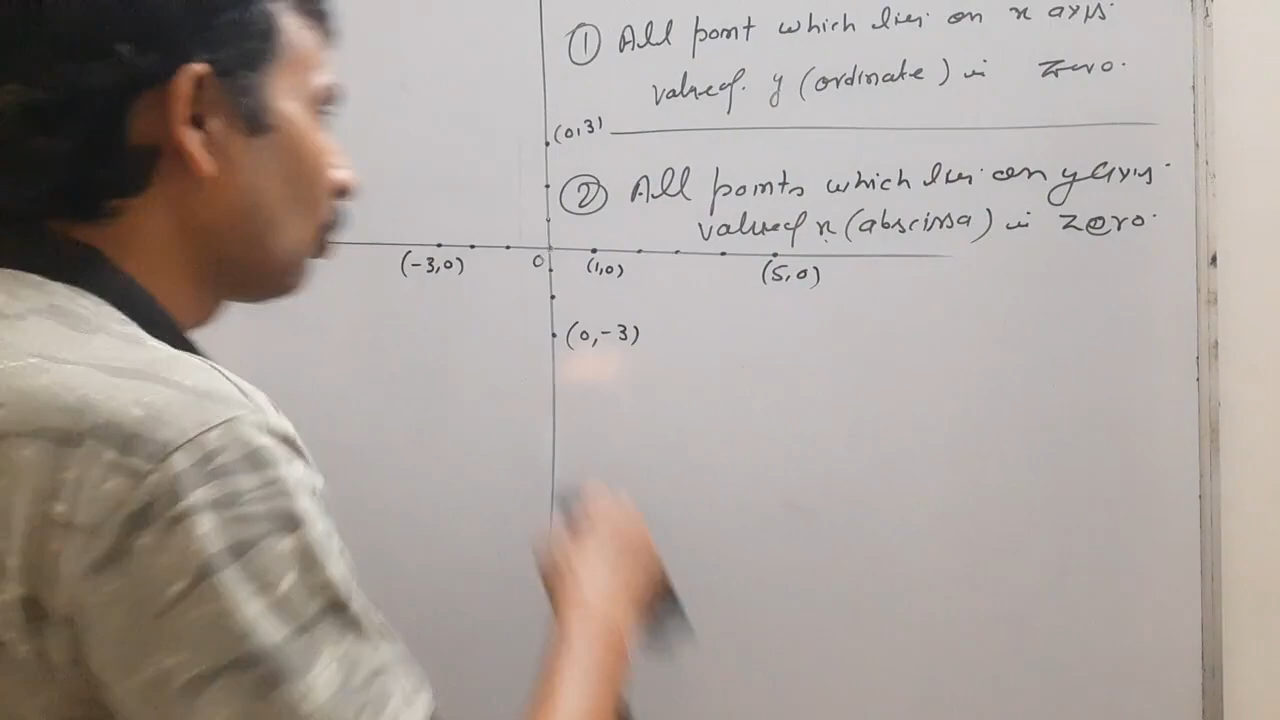 ① All point which lies on x axis
value of y (ordinate) is zero.
(0,3)
② All points which lies on y axis
value of x (abscissa) is zero.
(-3,0) 0 (1,0) (5,0)
(0,-3)